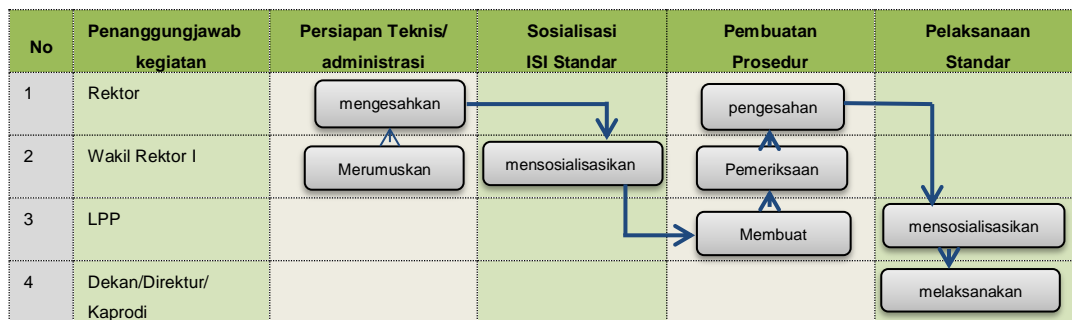 No
Penanggungjawab
kegiatan
Persiapan Teknis/
administrasi
Sosialisasi
ISI Standar
Pembuatan
Prosedur
Pelaksanaan
Standar
1
Rektor
mengesahkan
pengesahan
2
Wakil Rektor I
Merumuskan
mensosialisasikan
Pemeriksaan
3
LPP
Membuat
mensosialisasikan
4
Dekan/Direktur/
Kaprodi
melaksanakan